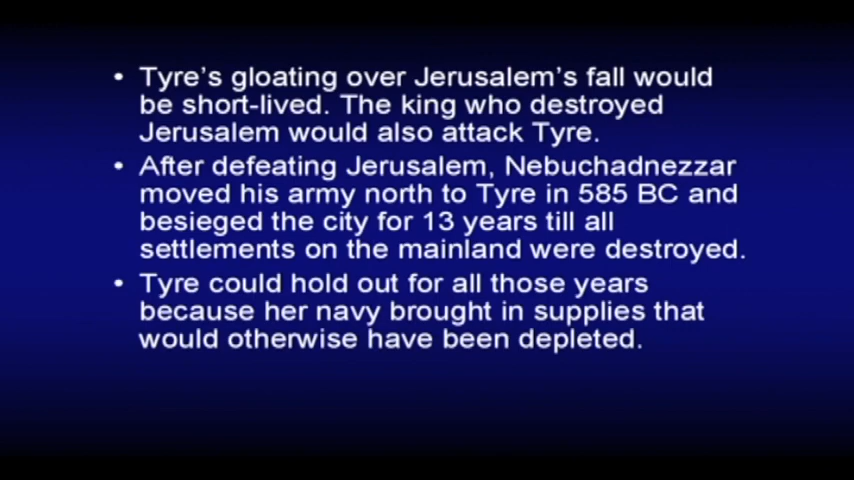 • Tyre's gloating over Jerusalem's fall would
be short-lived. The king who destroyed
Jerusalem would also attack Tyre.
• After defeating Jerusalem, Nebuchadnezzar
moved his army north to Tyre in 585 BC and
besieged the city for 13 years till all
settlements on the mainland were destroyed.
• Tyre could hold out for all those years
because her navy brought in supplies that
would otherwise have been depleted.